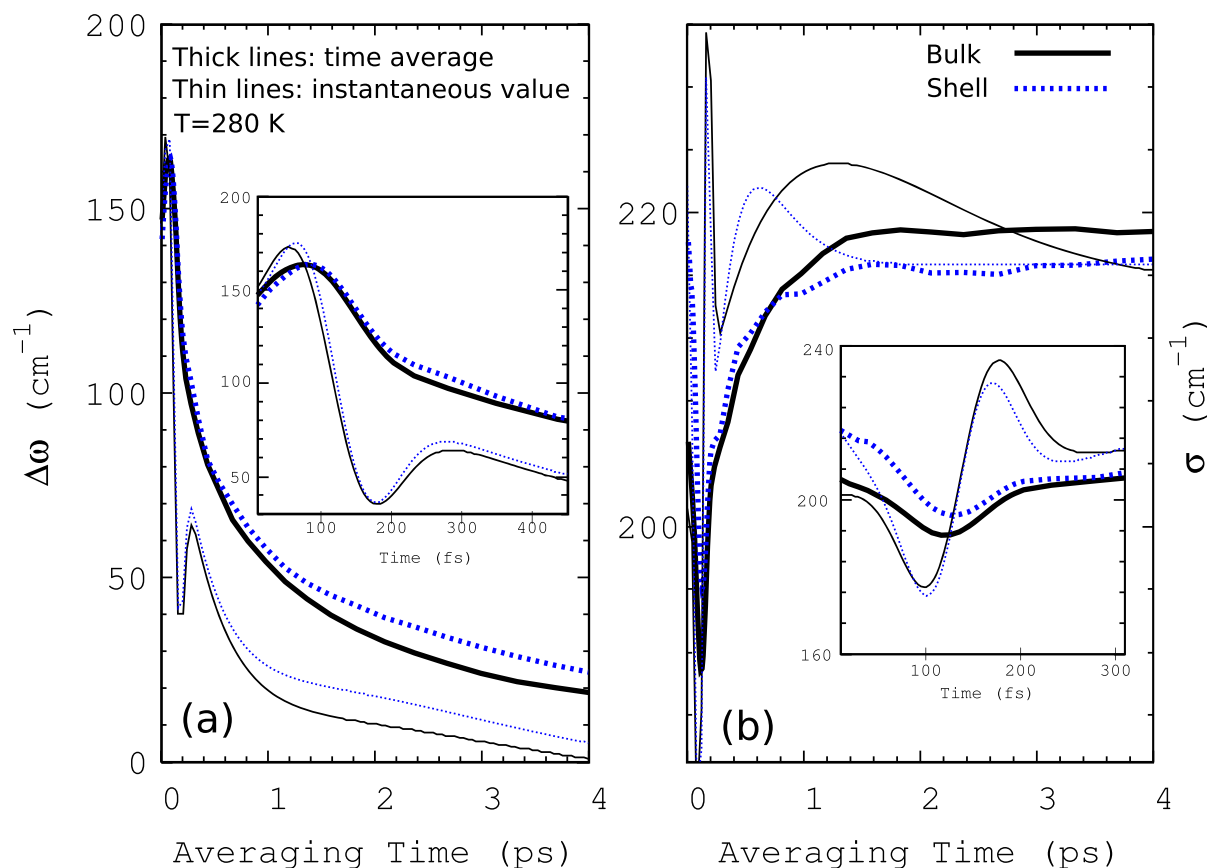 Thick lines: time average
Thin lines: instantaneous value
T=280 K
200
150
100
50
0
Δω (cm⁻¹)
0 1 2 3 4
Averaging Time (ps)
(a)
200
150
100
50
100 200 300 400
Time (fs)
Bulk
Shell
220
200
σ (cm⁻¹)
0 1 2 3 4
Averaging Time (ps)
(b)
240
200
160
100 200 300
Time (fs)